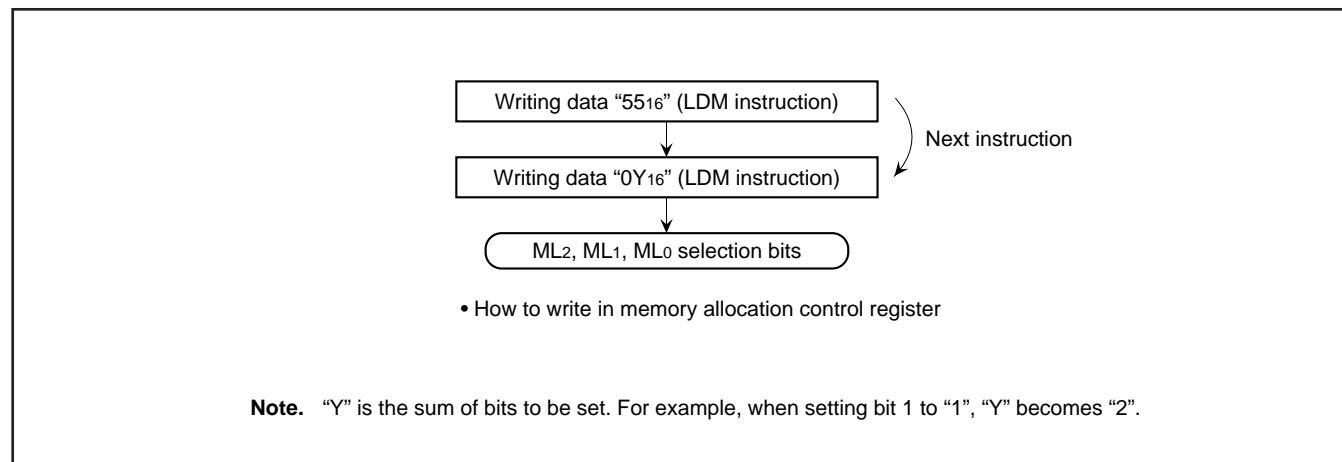 Writing data “55₁₆” (LDM instruction)
Next instruction
Writing data “0Y₁₆” (LDM instruction)
ML₂, ML₁, ML₀ selection bits
• How to write in memory allocation control register
Note. “Y” is the sum of bits to be set. For example, when setting bit 1 to “1”, “Y” becomes “2”.